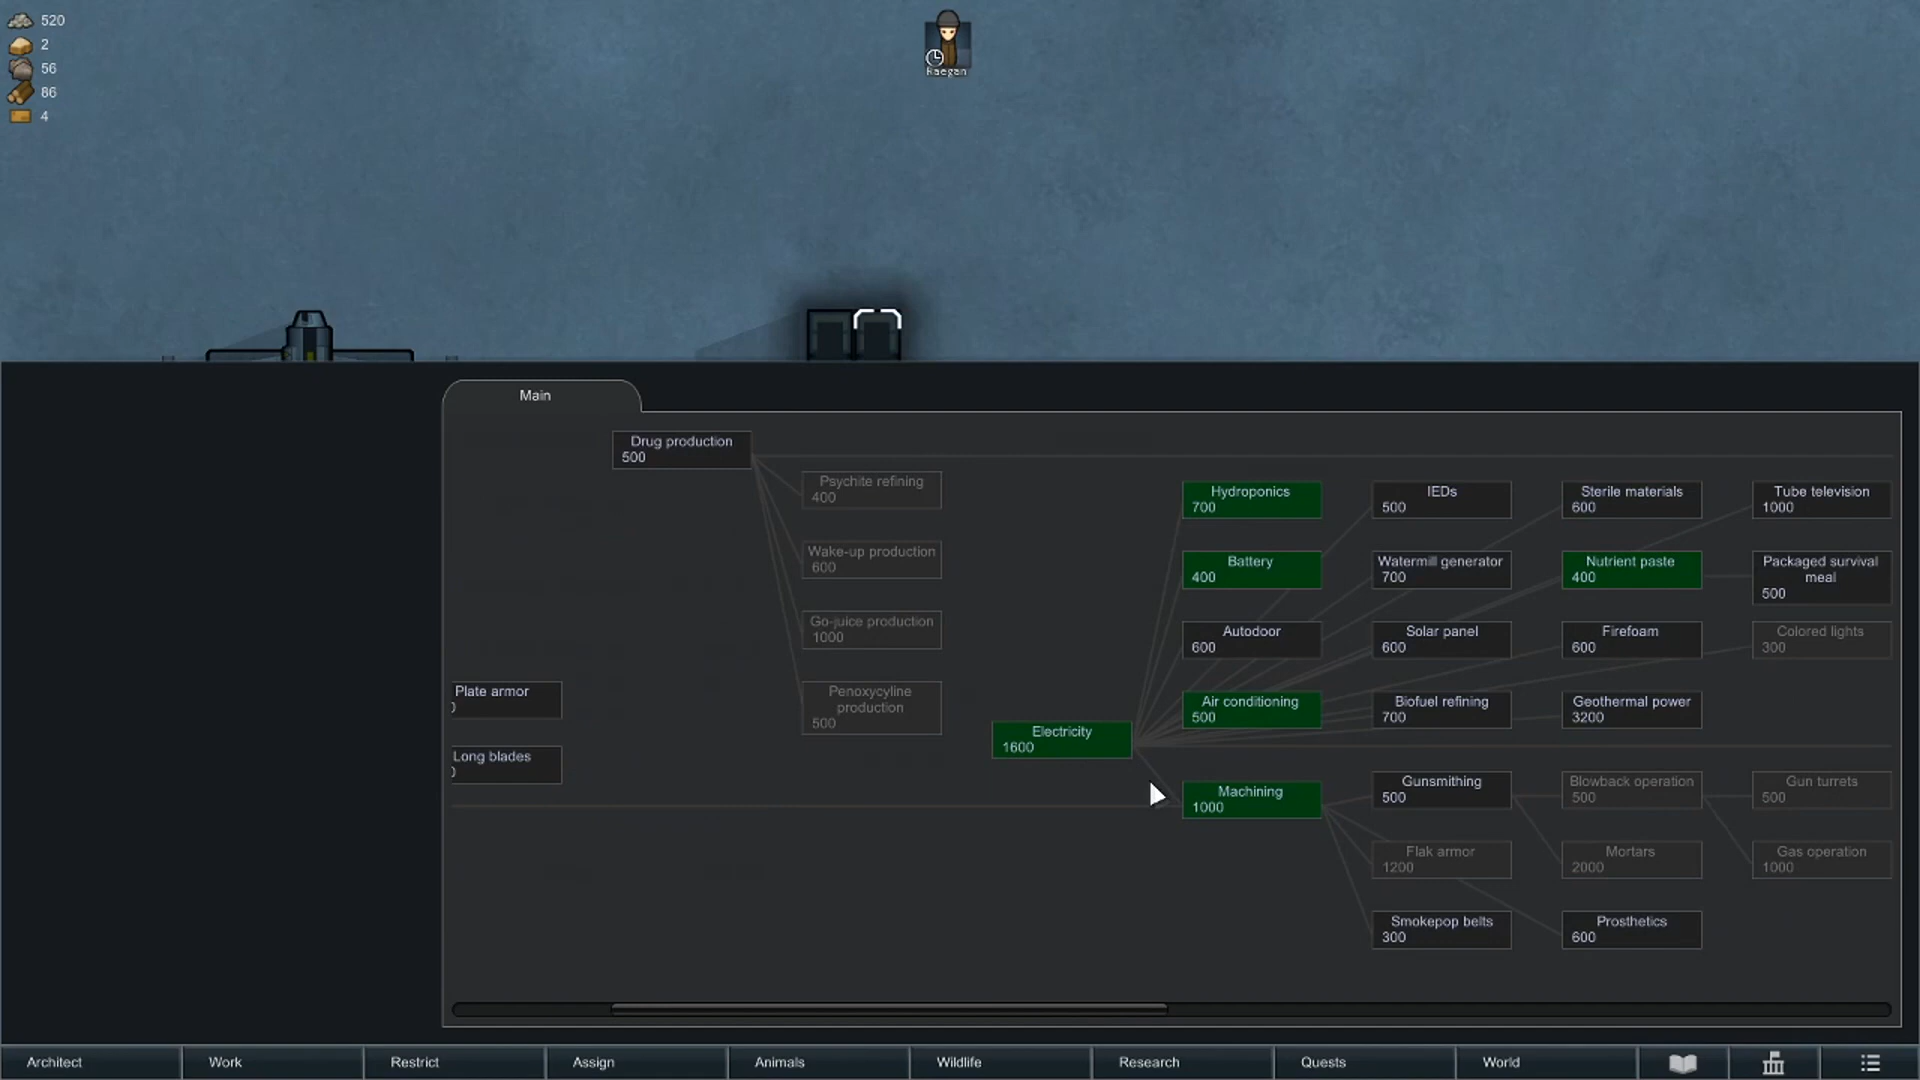 520
2
56
86
4
Raegan
Main
Drug production
500
Psychite refining
400
Wake-up production
600
Go-juice production
1000
Penoxycyline
production
500
Plate armor
Long blades
Electricity
1600
Hydroponics
700
IEDs
500
Sterile materials
600
Tube television
1000
Battery
400
Watermill generator
700
Nutrient paste
400
Packaged survival
meal
500
Autodoor
600
Solar panel
600
Firefoam
600
Colored lights
300
Air conditioning
500
Biofuel refining
700
Geothermal power
3200
Machining
1000
Gunsmithing
500
Blowback operation
500
Gun turrets
500
Flak armor
1200
Mortars
2000
Gas operation
1000
Smokepop belts
300
Prosthetics
600
Architect
Work
Restrict
Assign
Animals
Wildlife
Research
Quests
World